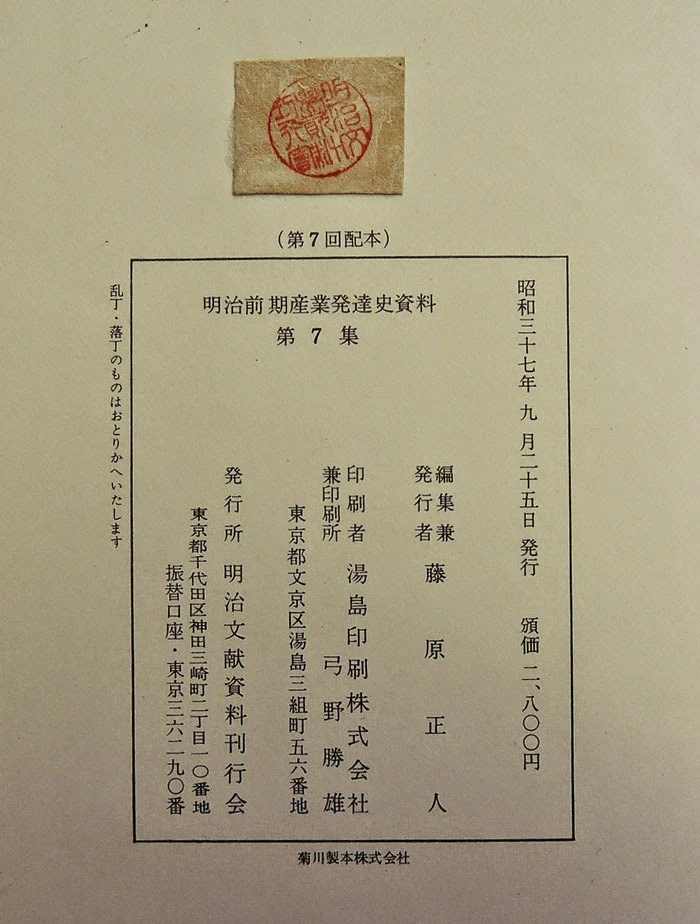 (第7回配本)
明治前期産業発達史資料
第7集
昭和三十七年九月二十五日 発行 頒価 二、八〇〇円
編集兼
発行者 藤原正人
印刷者 湯島印刷株式会社
兼印刷所 弓野勝雄
東京都文京区湯島三組町五六番地
発行所 明治文献資料刊行会
東京都千代田区神田三崎町二丁目一〇番地
振替口座・東京三六二九〇番
乱丁・落丁のものはおとりかへいたします
菊川製本株式会社